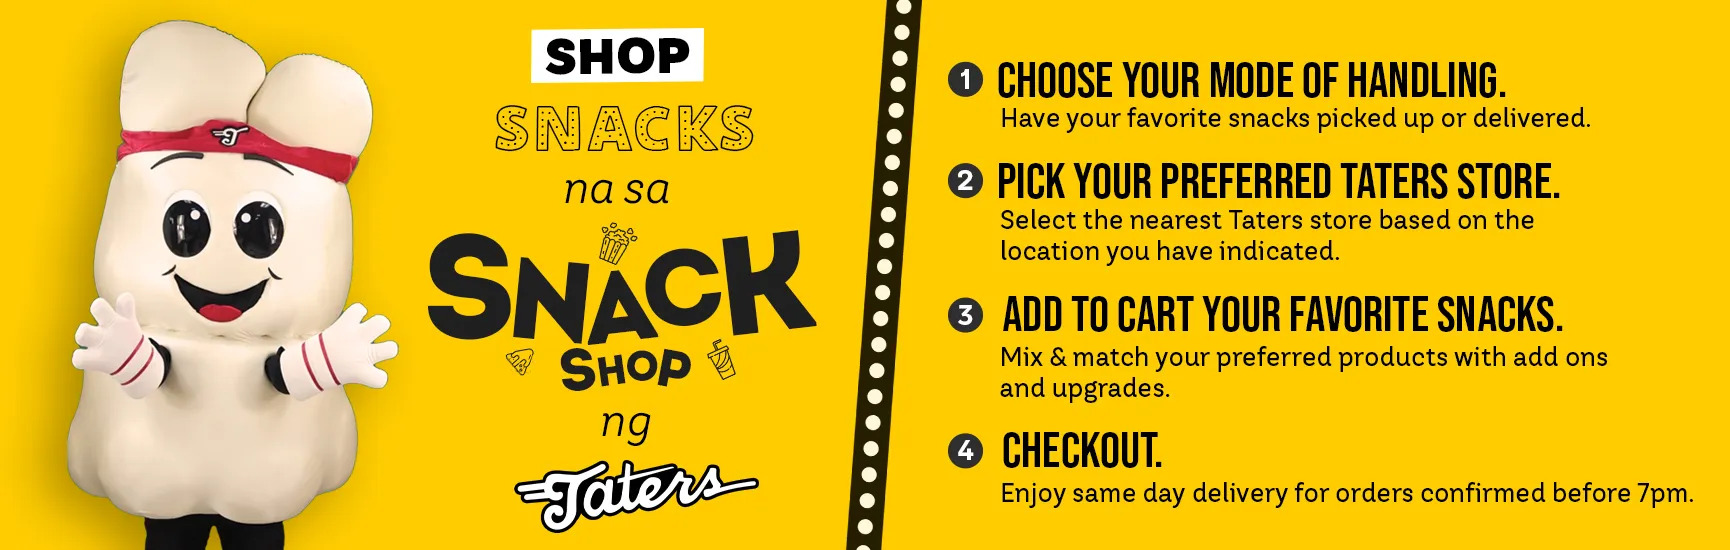 SHOP
SNACKS
na sa
SNACK
SHOP
ng
Taters
1 CHOOSE YOUR MODE OF HANDLING.
Have your favorite snacks picked up or delivered.
2 PICK YOUR PREFERRED TATERS STORE.
Select the nearest Taters store based on the
location you have indicated.
3 ADD TO CART YOUR FAVORITE SNACKS.
Mix & match your preferred products with add ons
and upgrades.
4 CHECKOUT.
Enjoy same day delivery for orders confirmed before 7pm.
T